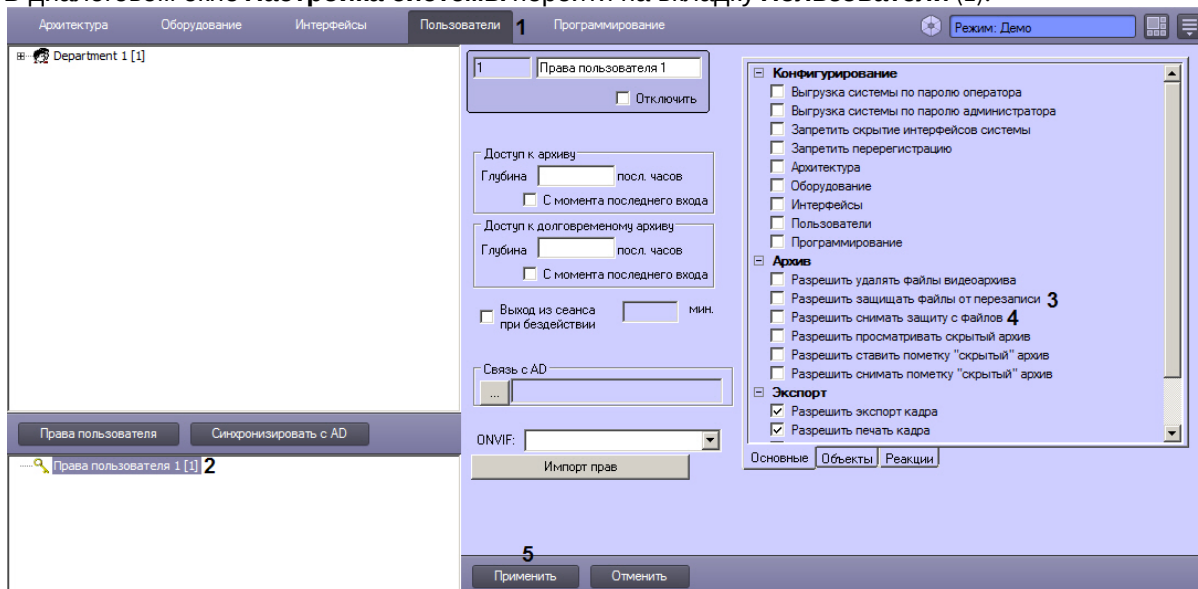 В диалоговом окне Настройка системы перейти на вкладку Пользователи (1).
Архитектура Оборудование Интерфейсы Пользователи 1 Программирование Режим: Демо
Department 1 [1]
1 Права пользователя 1
Отключить
Доступ к архиву
Глубина посл. часов
С момента последнего входа
Доступ к долговременому архиву
Глубина посл. часов
С момента последнего входа
Выход из сеанса мин.
при бездействии
Связь с AD
...
ONVIF:
Импорт прав
Конфигурирование
Выгрузка системы по паролю оператора
Выгрузка системы по паролю администратора
Запретить скрытие интерфейсов системы
Запретить перерегистрацию
Архитектура
Оборудование
Интерфейсы
Пользователи
Программирование
Архив
Разрешить удалять файлы видеоархива
Разрешить защищать файлы от перезаписи 3
Разрешить снимать защиту с файлов 4
Разрешить просматривать скрытый архив
Разрешить ставить пометку "скрытый" архив
Разрешить снимать пометку "скрытый" архив
Экспорт
Разрешить экспорт кадра
Разрешить печать кадра
Основные Объекты Реакции
Права пользователя Синхронизировать с AD
Права пользователя 1 [1] 2
5
Применить Отменить